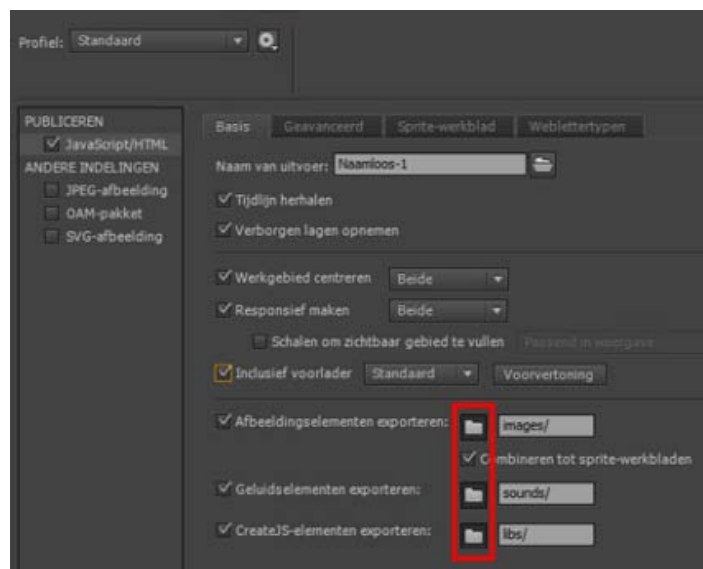 Profiel: Standaard
PUBLICEREN
JavaScript/HTML
ANDERE INDELINGEN
JPEG-afbeelding
OAM-pakket
SVG-afbeelding
Basis Geavanceerd Sprite-werkblad Weblettertypen
Naam van uitvoer: Naamloos-1
Tijdlijn herhalen
Verborgen lagen opnemen
Werkgebied centreren Beide
Responsief maken Beide
Schalen om zichtbaar gebied te vullen Passend in weergave
Inclusief voorlader Standaard Voorvertoning
Afbeeldingselementen exporteren: images/
Combineren tot sprite-werkbladen
Geluidselementen exporteren: sounds/
CreateJS-elementen exporteren: libs/